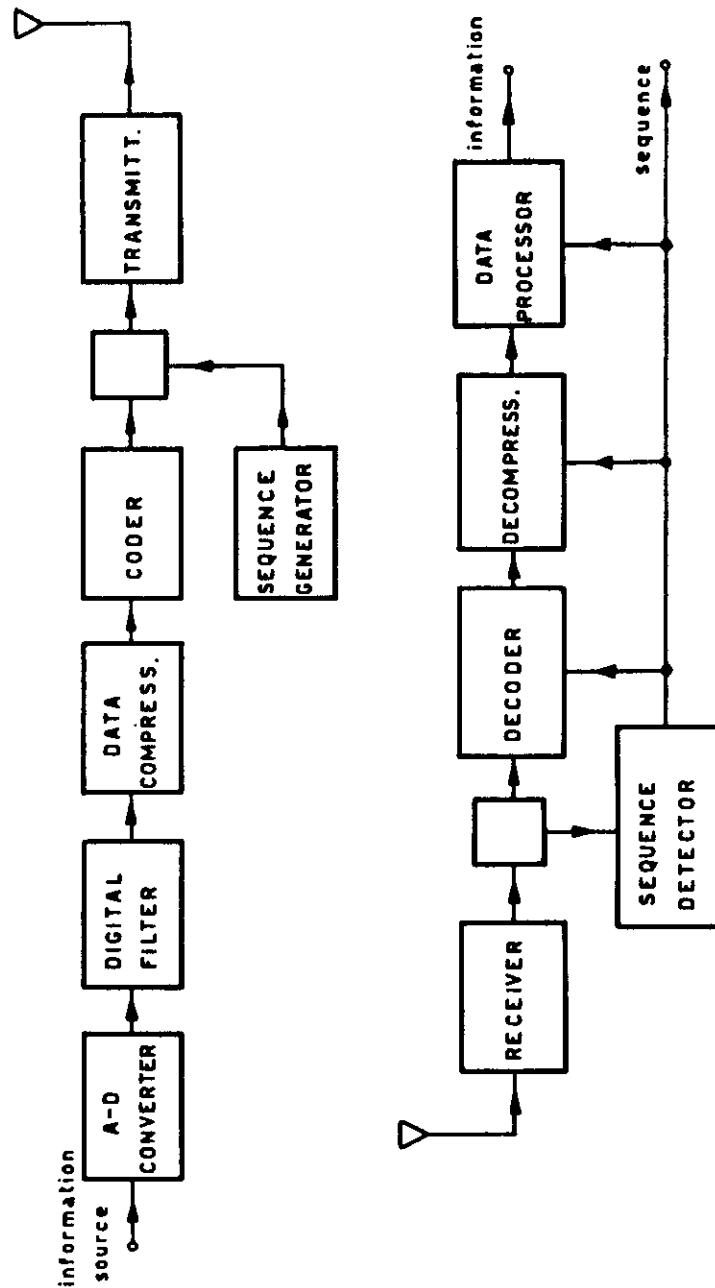 information
source
A-D
CONVERTER
DIGITAL
FILTER
DATA
COMPRESS.
CODER
SEQUENCE
GENERATOR
TRANSMITT.
RECEIVER
SEQUENCE
DETECTOR
DECODER
DECOMPRESS.
DATA
PROCESSOR
information
sequence